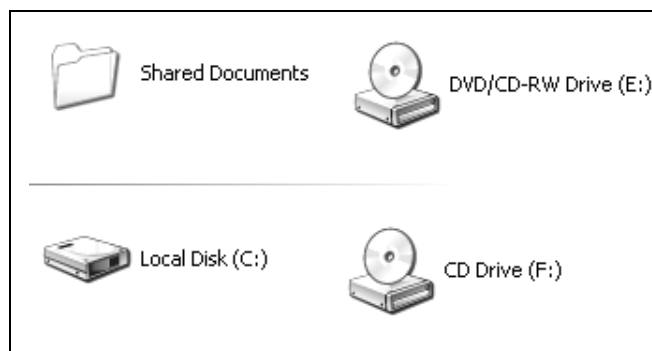 Shared Documents
DVD/CD-RW Drive (E:)
Local Disk (C:)
CD Drive (F:)